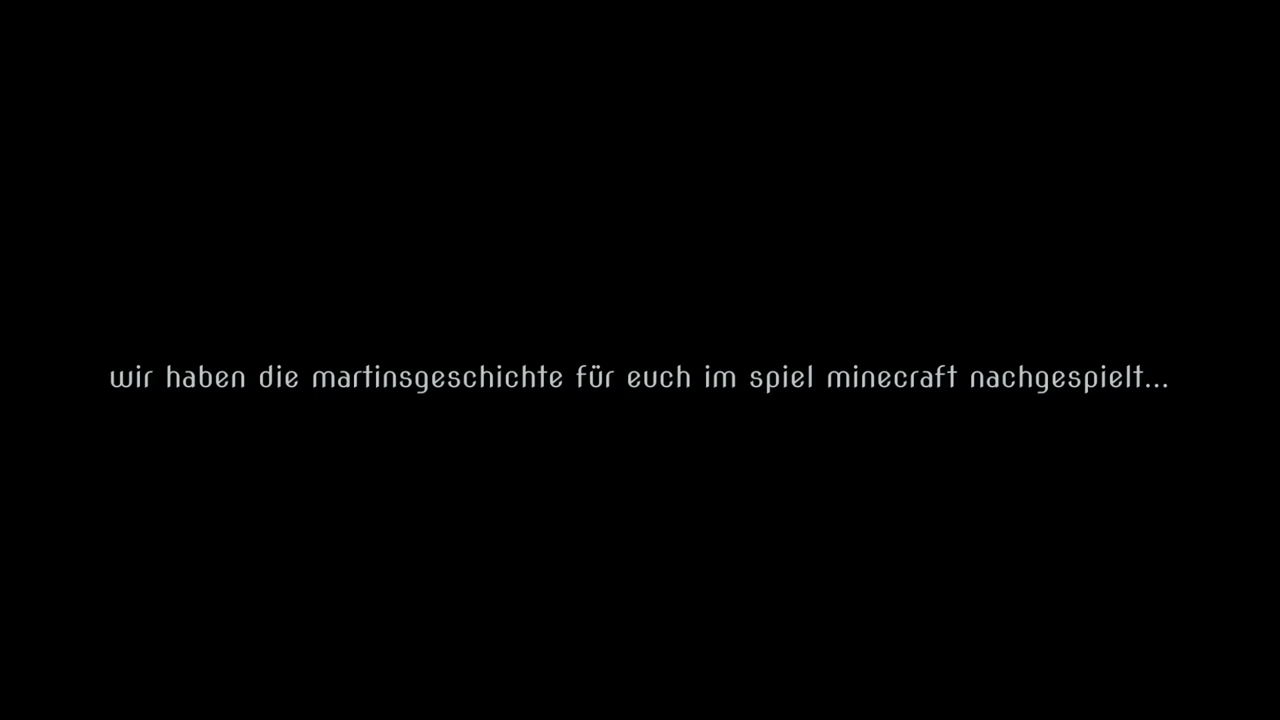 wir haben die martinsgeschichte für euch im spiel minecraft nachgespielt...